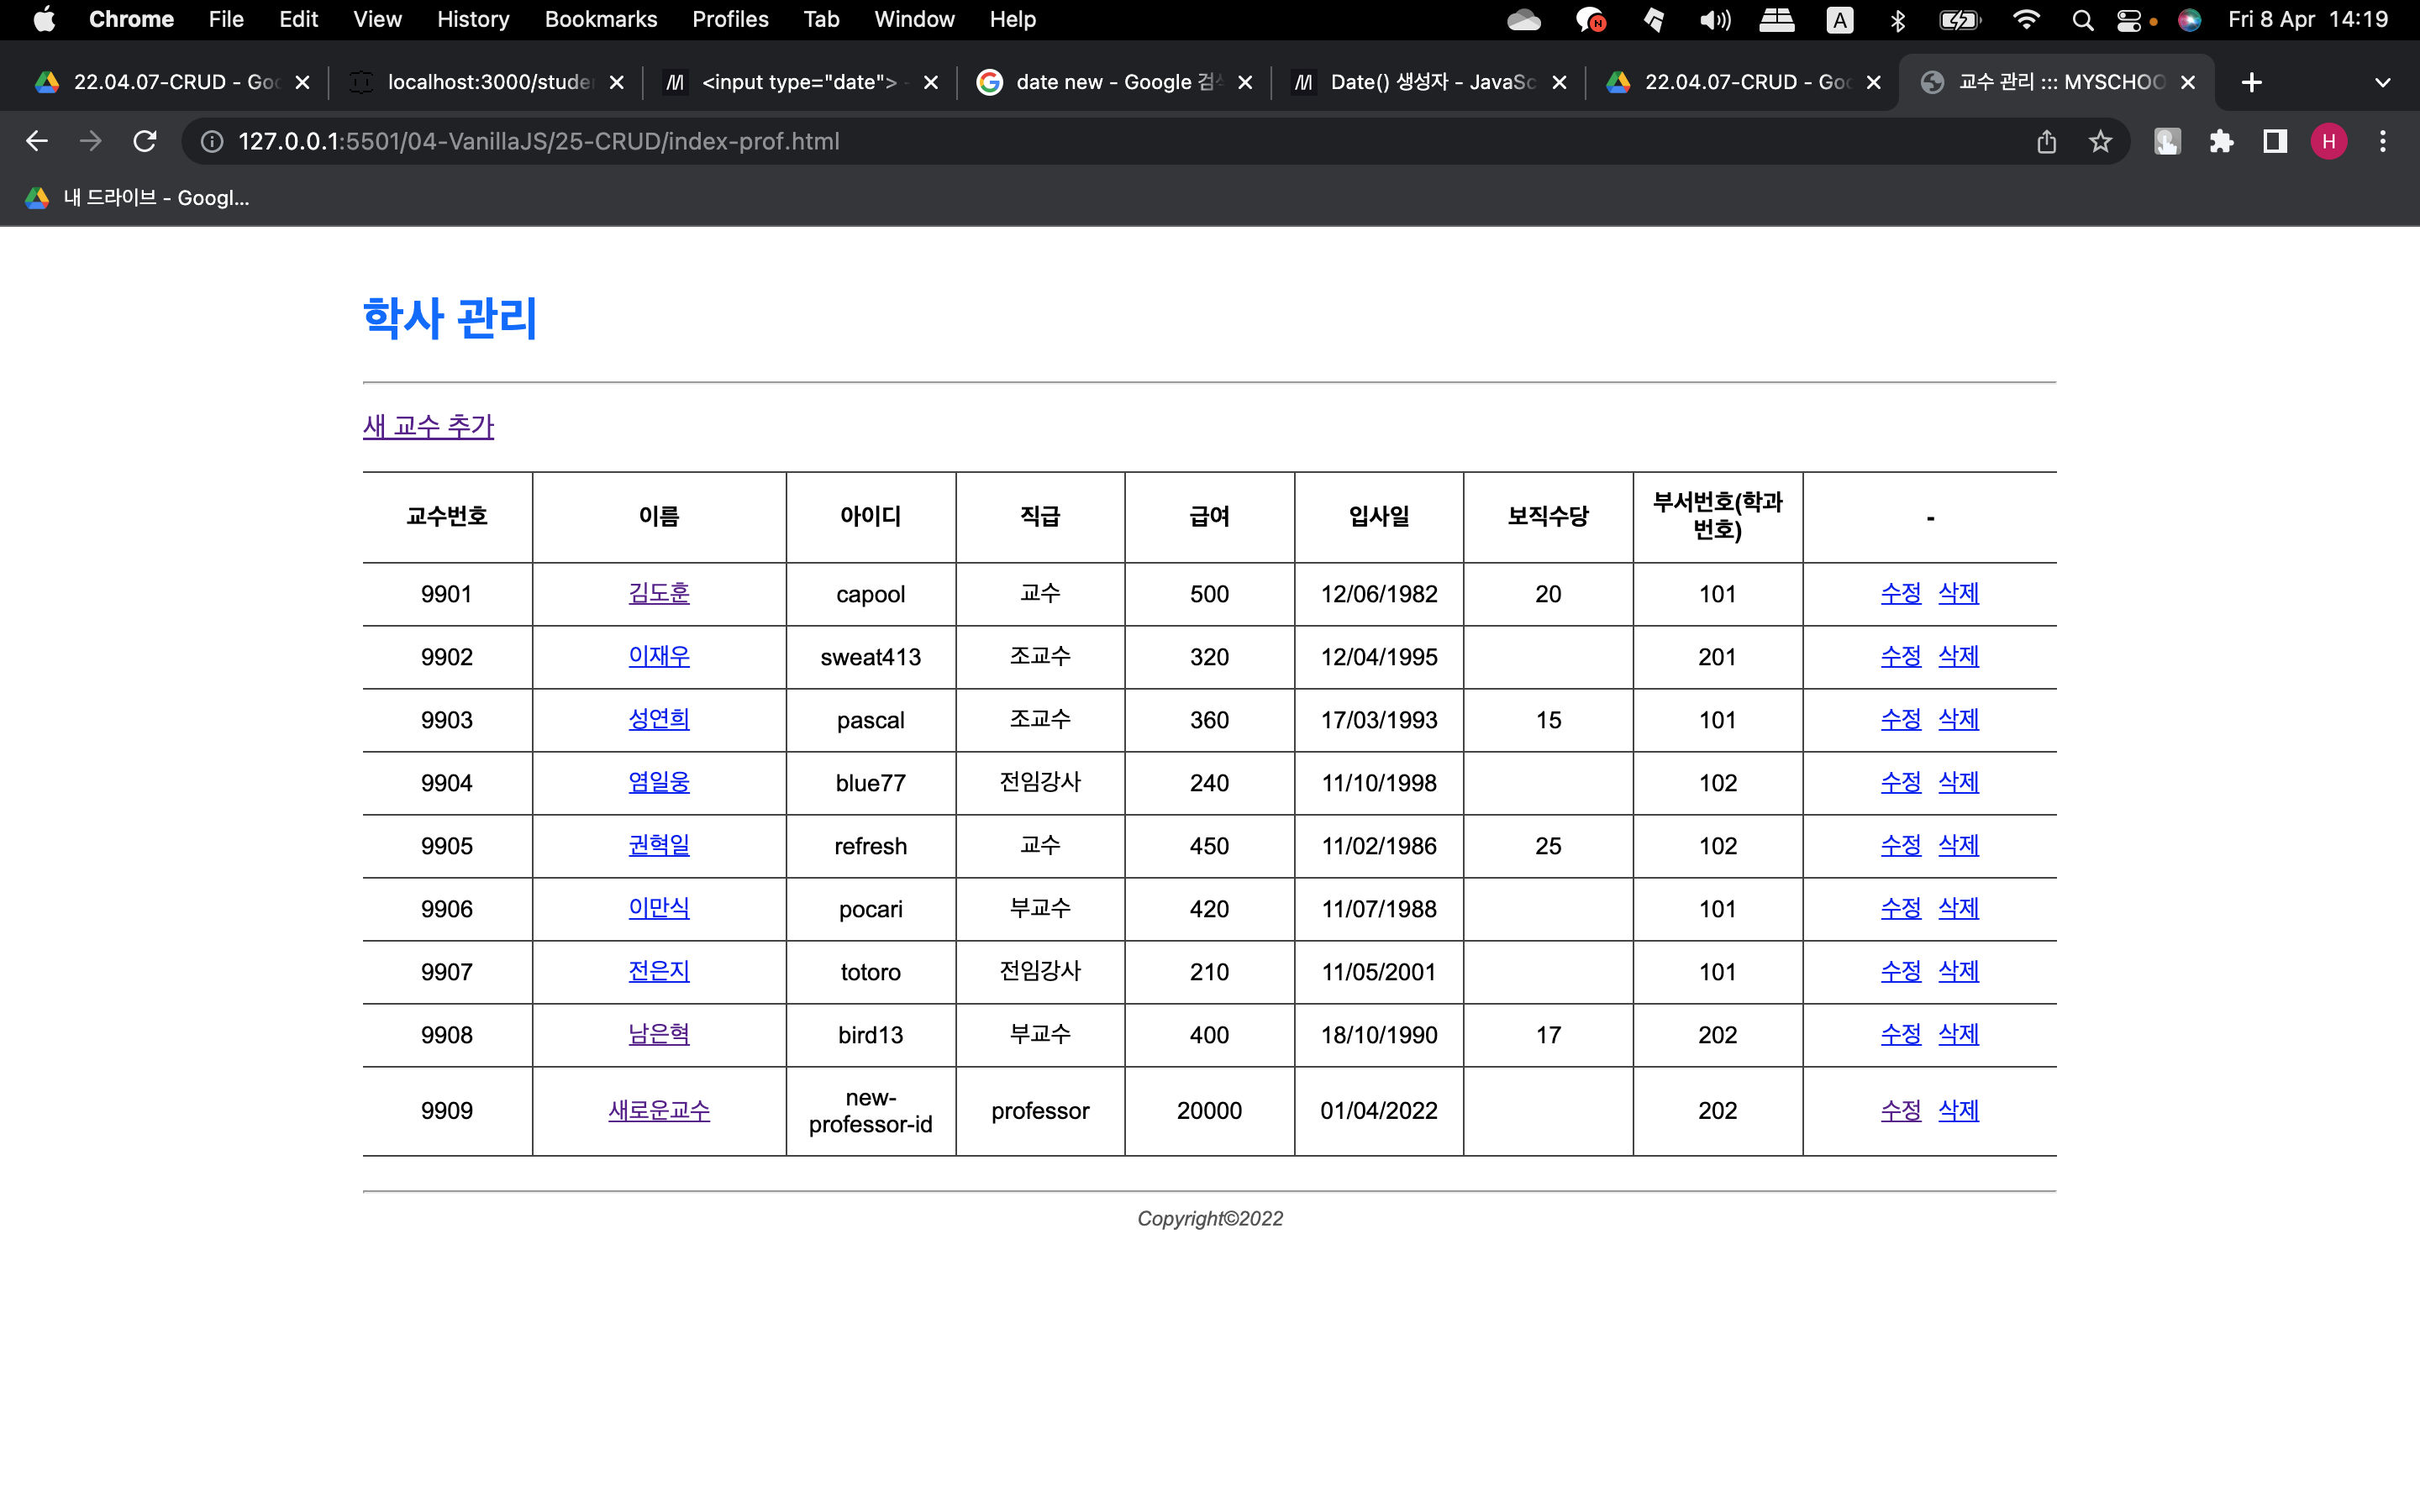 Chrome File Edit View History Bookmarks Profiles Tab Window Help A Fri 8 Apr 14:19
22.04.07-CRUD - Goo localhost:3000/stude <input type="date"> - date new - Google 검색 Date() 생성자 - JavaSc 22.04.07-CRUD - Goo 교수 관리 ::: MYSCHOO
127.0.0.1:5501/04-VanillaJS/25-CRUD/index-prof.html H
내 드라이브 - Googl...
학사 관리
새 교수 추가
교수번호 이름 아이디 직급 급여 입사일 보직수당 부서번호(학과 -
번호)
9901 김도훈 capool 교수 500 12/06/1982 20 101 수정 삭제
9902 이재우 sweat413 조교수 320 12/04/1995 201 수정 삭제
9903 성연희 pascal 조교수 360 17/03/1993 15 101 수정 삭제
9904 염일웅 blue77 전임강사 240 11/10/1998 102 수정 삭제
9905 권혁일 refresh 교수 450 11/02/1986 25 102 수정 삭제
9906 이만식 pocari 부교수 420 11/07/1988 101 수정 삭제
9907 전은지 totoro 전임강사 210 11/05/2001 101 수정 삭제
9908 남은혁 bird13 부교수 400 18/10/1990 17 202 수정 삭제
9909 새로운교수 new- professor 20000 01/04/2022 202 수정 삭제
professor-id
Copyright©2022